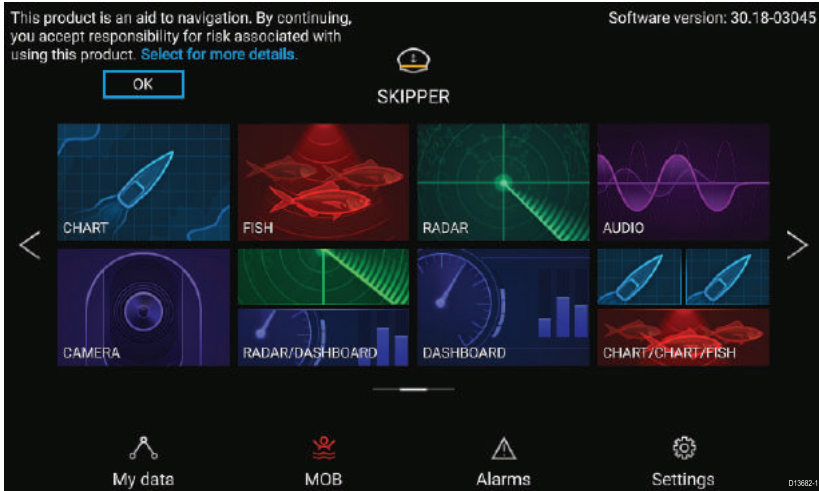 This product is an aid to navigation. By continuing,
you accept responsibility for risk associated with
using this product. Select for more details.
OK
Software version: 30.18-03045
SKIPPER
CHART
FISH
RADAR
AUDIO
CAMERA
RADAR/DASHBOARD
DASHBOARD
CHART/CHART/FISH
My data
MOB
Alarms
Settings
D13682-1